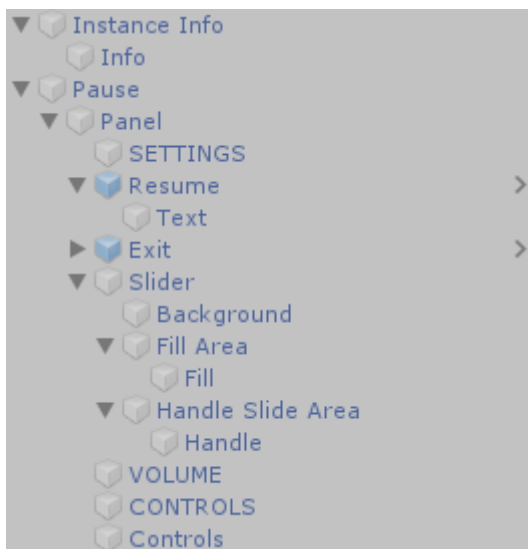 Instance Info
Info
Pause
Panel
SETTINGS
Resume
Text
Exit
Slider
Background
Fill Area
Fill
Handle Slide Area
Handle
VOLUME
CONTROLS
Controls